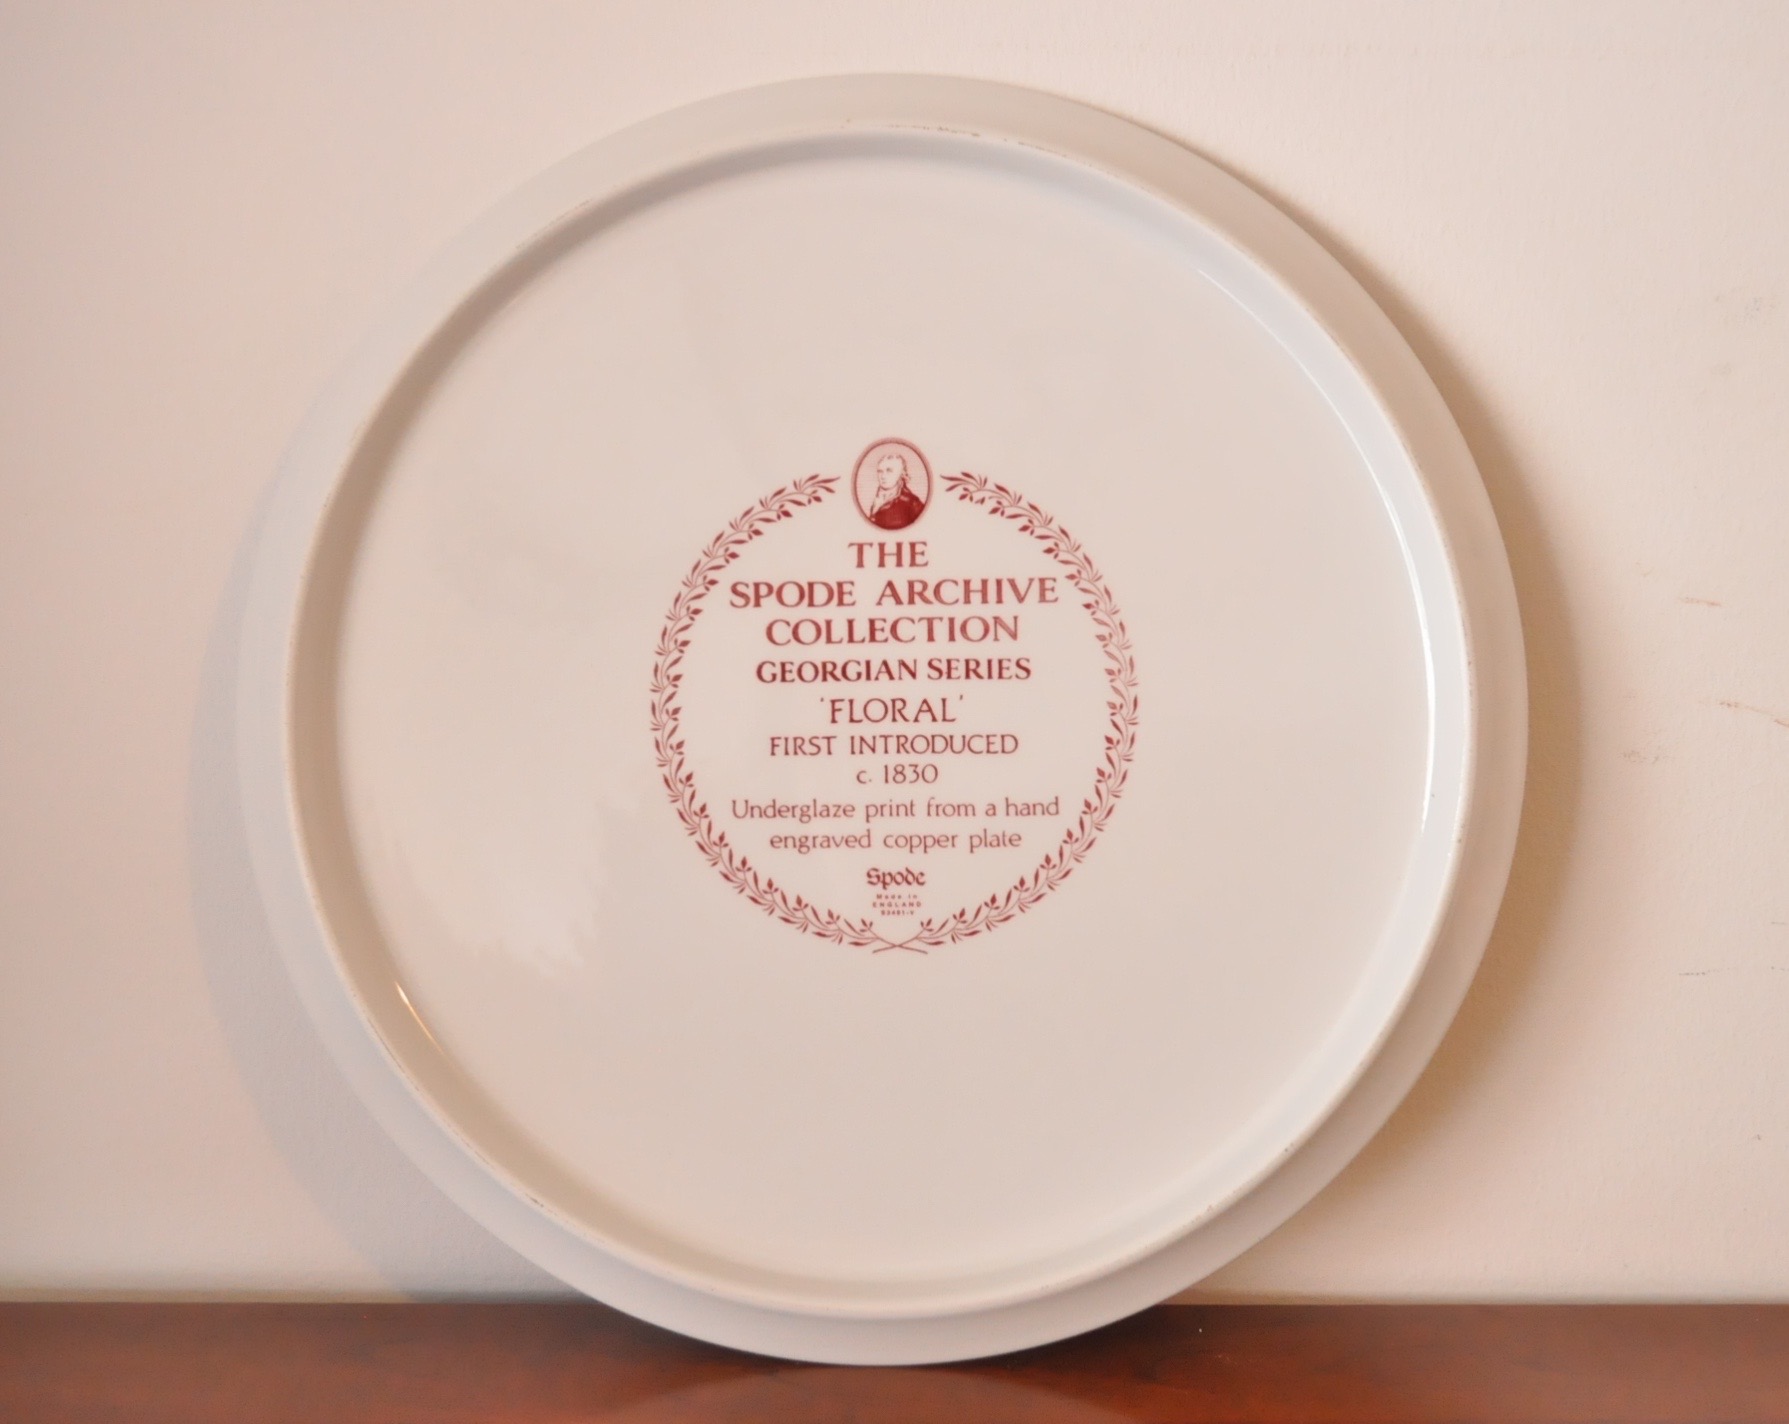 THE
SPODE ARCHIVE
COLLECTION
GEORGIAN SERIES
'FLORAL'
FIRST INTRODUCED
c. 1830
Underglaze print from a hand
engraved copper plate
Spode
Made in
ENGLAND